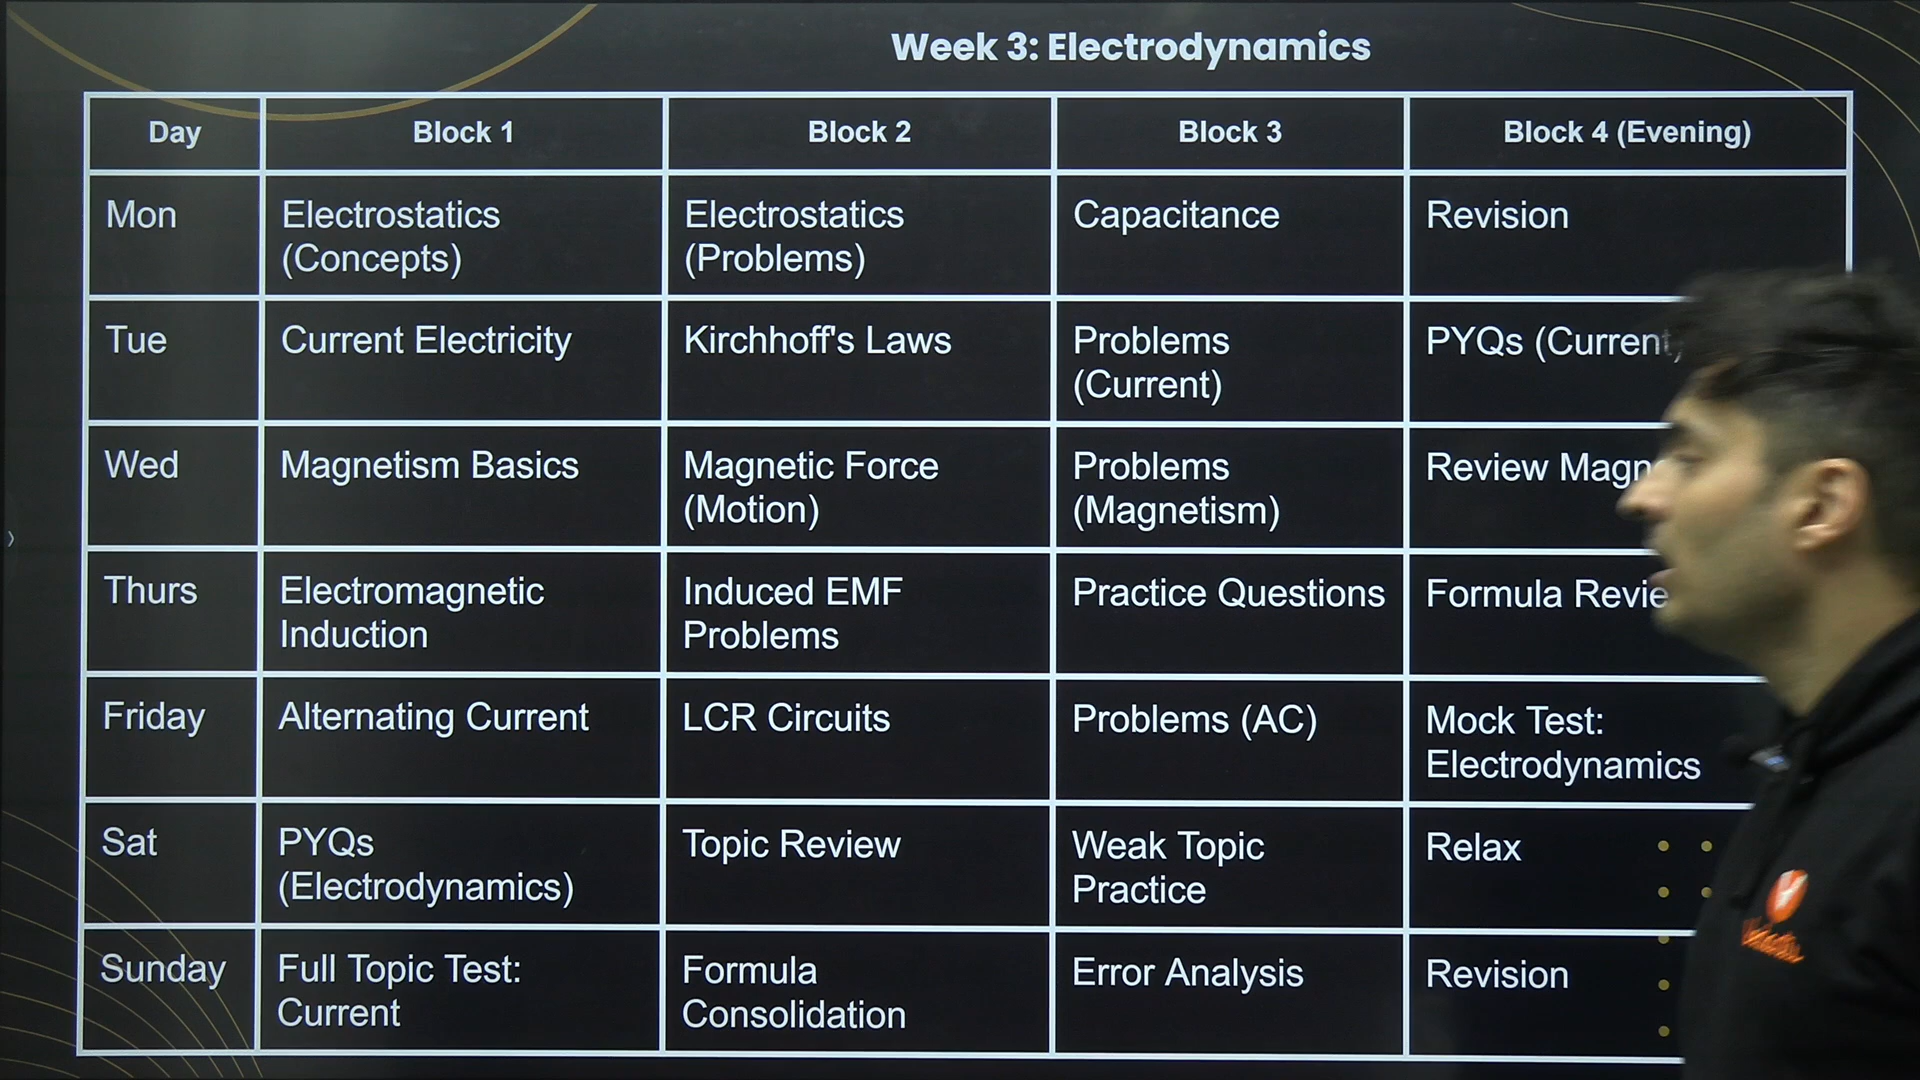 Week 3: Electrodynamics
Day Block 1 Block 2 Block 3 Block 4 (Evening)
Mon Electrostatics Electrostatics Capacitance Revision
(Concepts) (Problems)
Tue Current Electricity Kirchhoff's Laws Problems PYQs (Current)
(Current)
Wed Magnetism Basics Magnetic Force Problems Review
(Motion) (Magnetism)
Thurs Electromagnetic Induced EMF Practice Questions Formula
Induction Problems
Friday Alternating Current LCR Circuits Problems (AC) Mock Test:
Electrodynamics
Sat PYQs Topic Review Weak Topic Relax
(Electrodynamics) Practice
Sunday Full Topic Test: Formula Error Analysis Revision
Current Consolidation